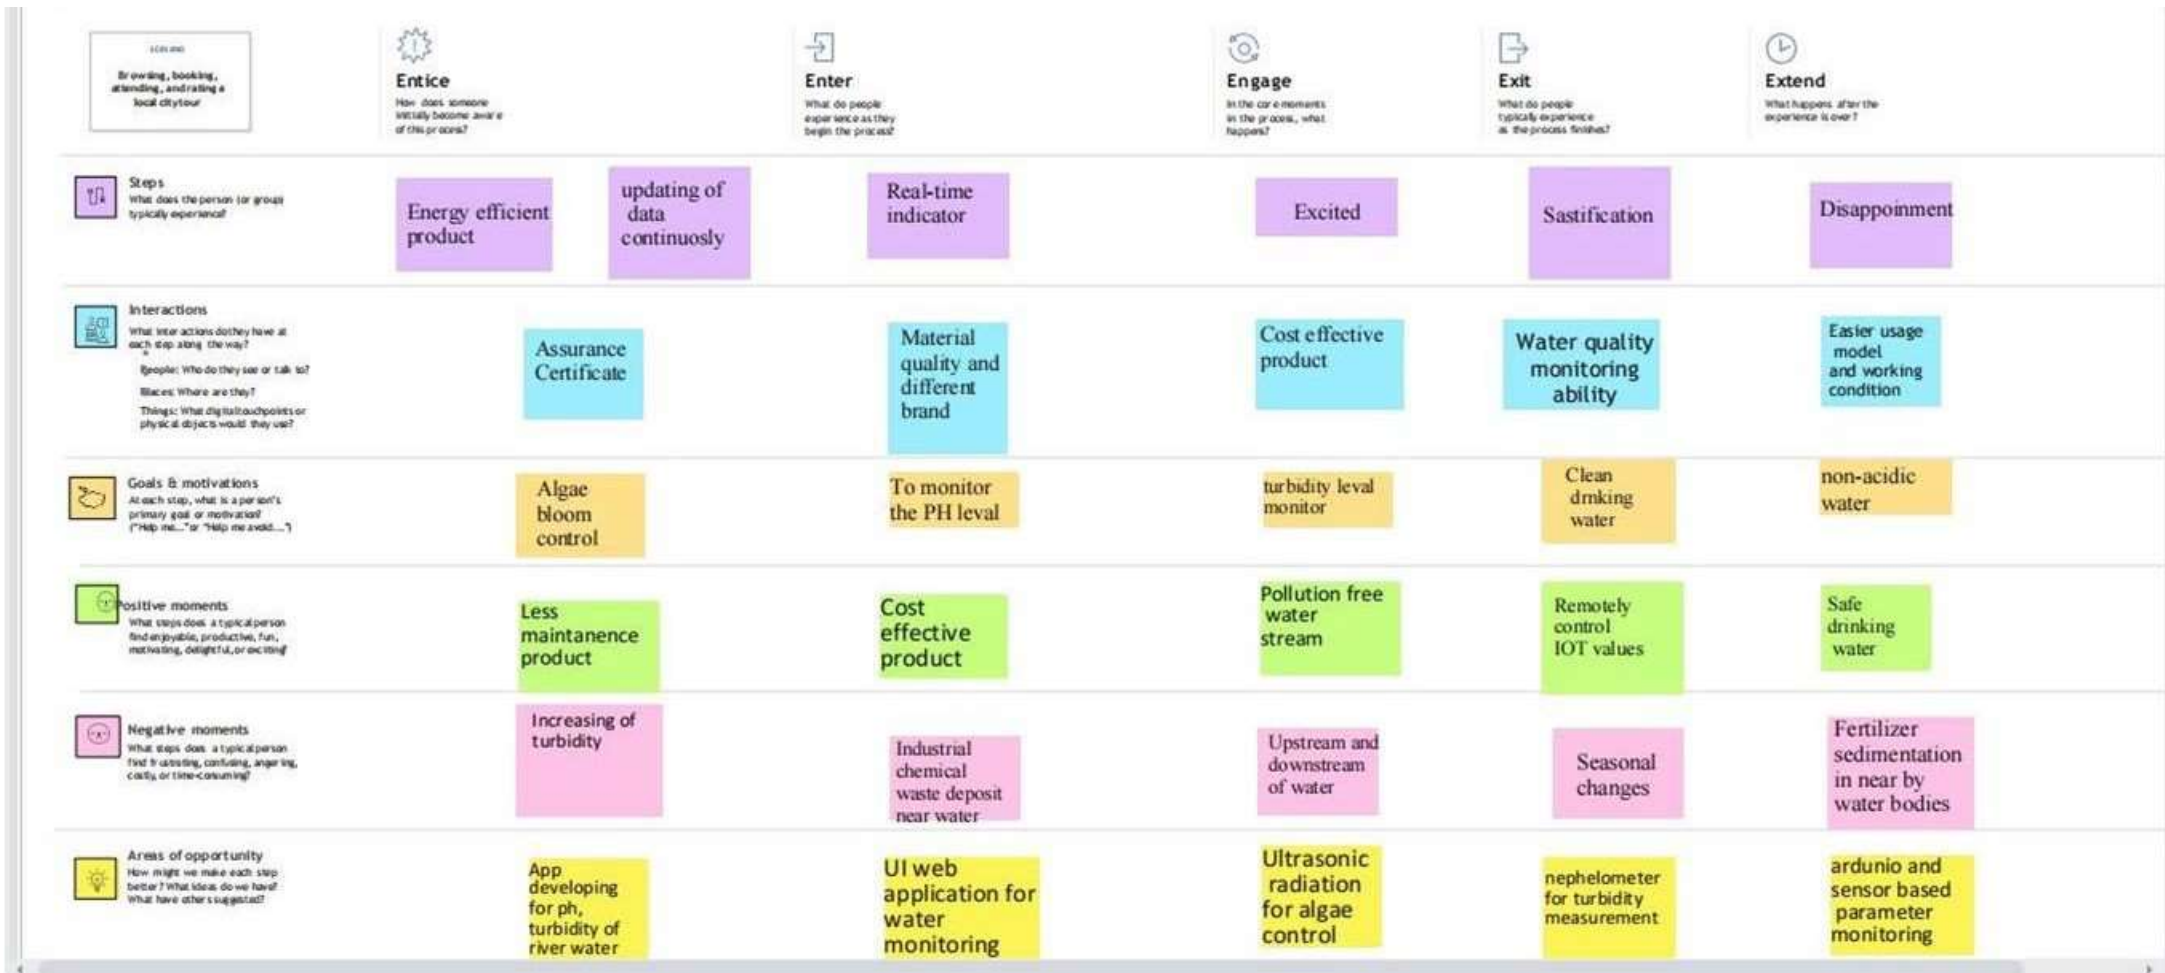 SCENARIO
Browsing, booking,
attending, and rating a
local city tour
Entice
How does someone
initially become aware
of this process?
Enter
What do people
experience as they
begin the process?
Engage
In the core moments
in the process, what
happens?
Exit
What do people
typically experience
as the process finishes?
Extend
What happens after the
experience is over?
Steps
What does the person (or group)
typically experience?
Energy efficient
product
updating of
data
continuosly
Real-time
indicator
Excited
Sastification
Disappoinment
Interactions
What interactions do they have at
each step along the way?
People: Who do they see or talk to?
Places: Where are they?
Things: What digital touchpoints or
physical objects would they use?
Assurance
Certificate
Material
quality and
different
brand
Cost effective
product
Water quality
monitoring
ability
Easier usage
model
and working
condition
Goals & motivations
At each step, what is a person's
primary goal or motivation?
("Help me..." or "Help me avoid...")
Algae
bloom
control
To monitor
the PH leval
turbidity leval
monitor
Clean
drnking
water
non-acidic
water
Positive moments
What steps does a typical person
find enjoyable, productive, fun,
motivating, delightful, or exciting?
Less
maintanence
product
Cost
effective
product
Pollution free
water
stream
Remotely
control
IOT values
Safe
drinking
water
Negative moments
What steps does a typical person
find frustrating, confusing, angering,
costly, or time-consuming?
Increasing of
turbidity
Industrial
chemical
waste deposit
near water
Upstream and
downstream
of water
Seasonal
changes
Fertilizer
sedimentation
in near by
water bodies
Areas of opportunity
How might we make each step
better? What ideas do we have?
What have others suggested?
App
developing
for ph,
turbidity of
river water
UI web
application for
water
monitoring
Ultrasonic
radiation
for algae
control
nephelometer
for turbidity
measurement
ardunio and
sensor based
parameter
monitoring